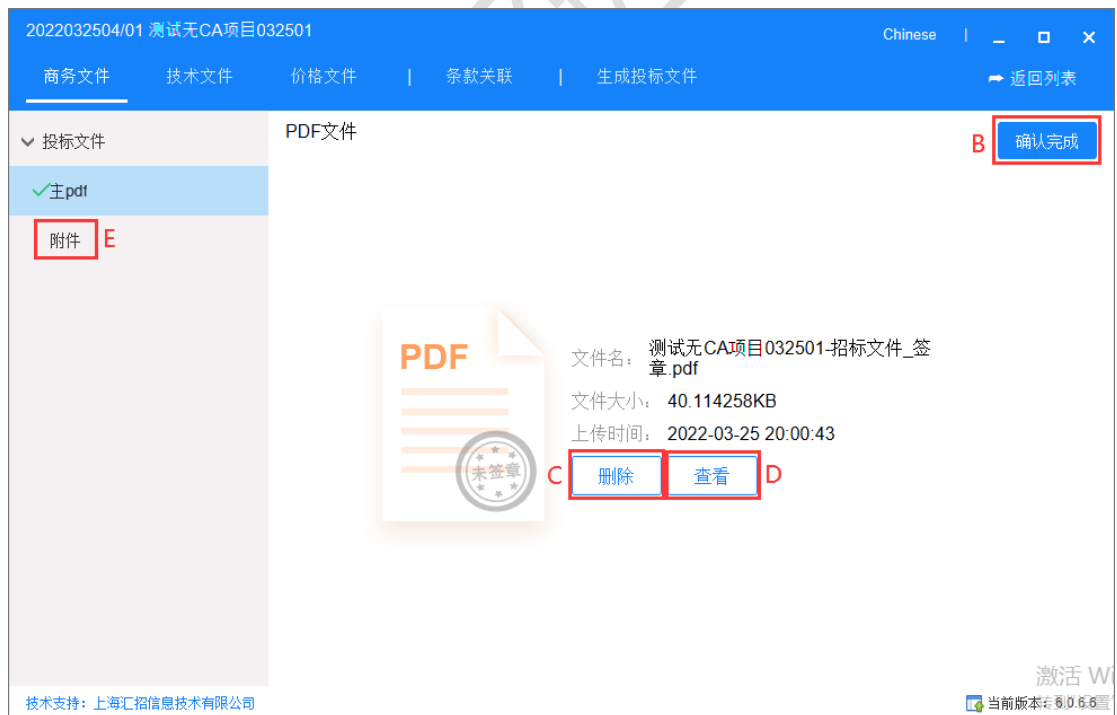 2022032504/01 测试无CA项目032501
Chinese
商务文件 技术文件 价格文件 | 条款关联 | 生成投标文件
返回列表
投标文件
PDF文件
B
确认完成
主pdf
附件
E
PDF
未签章
文件名：
测试无CA项目032501-招标文件_签
章.pdf
文件大小： 40.114258KB
上传时间： 2022-03-25 20:00:43
C 删除 查看 D
激活 Wi
技术支持：上海汇招信息技术有限公司
当前版本：6.0.6.6